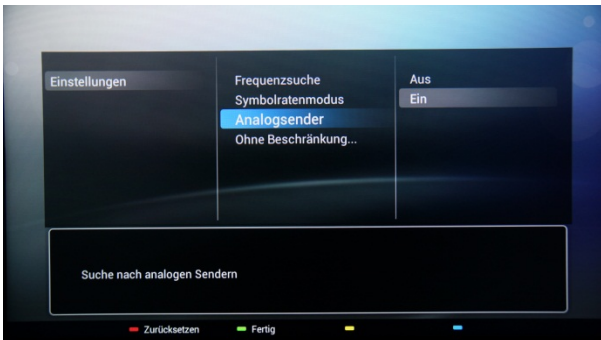 Einstellungen
Frequenzsuche
Symbolratenmodus
Analogsender
Ohne Beschränkung...
Aus
Ein
Suche nach analogen Sendern
Zurücksetzen
Fertig